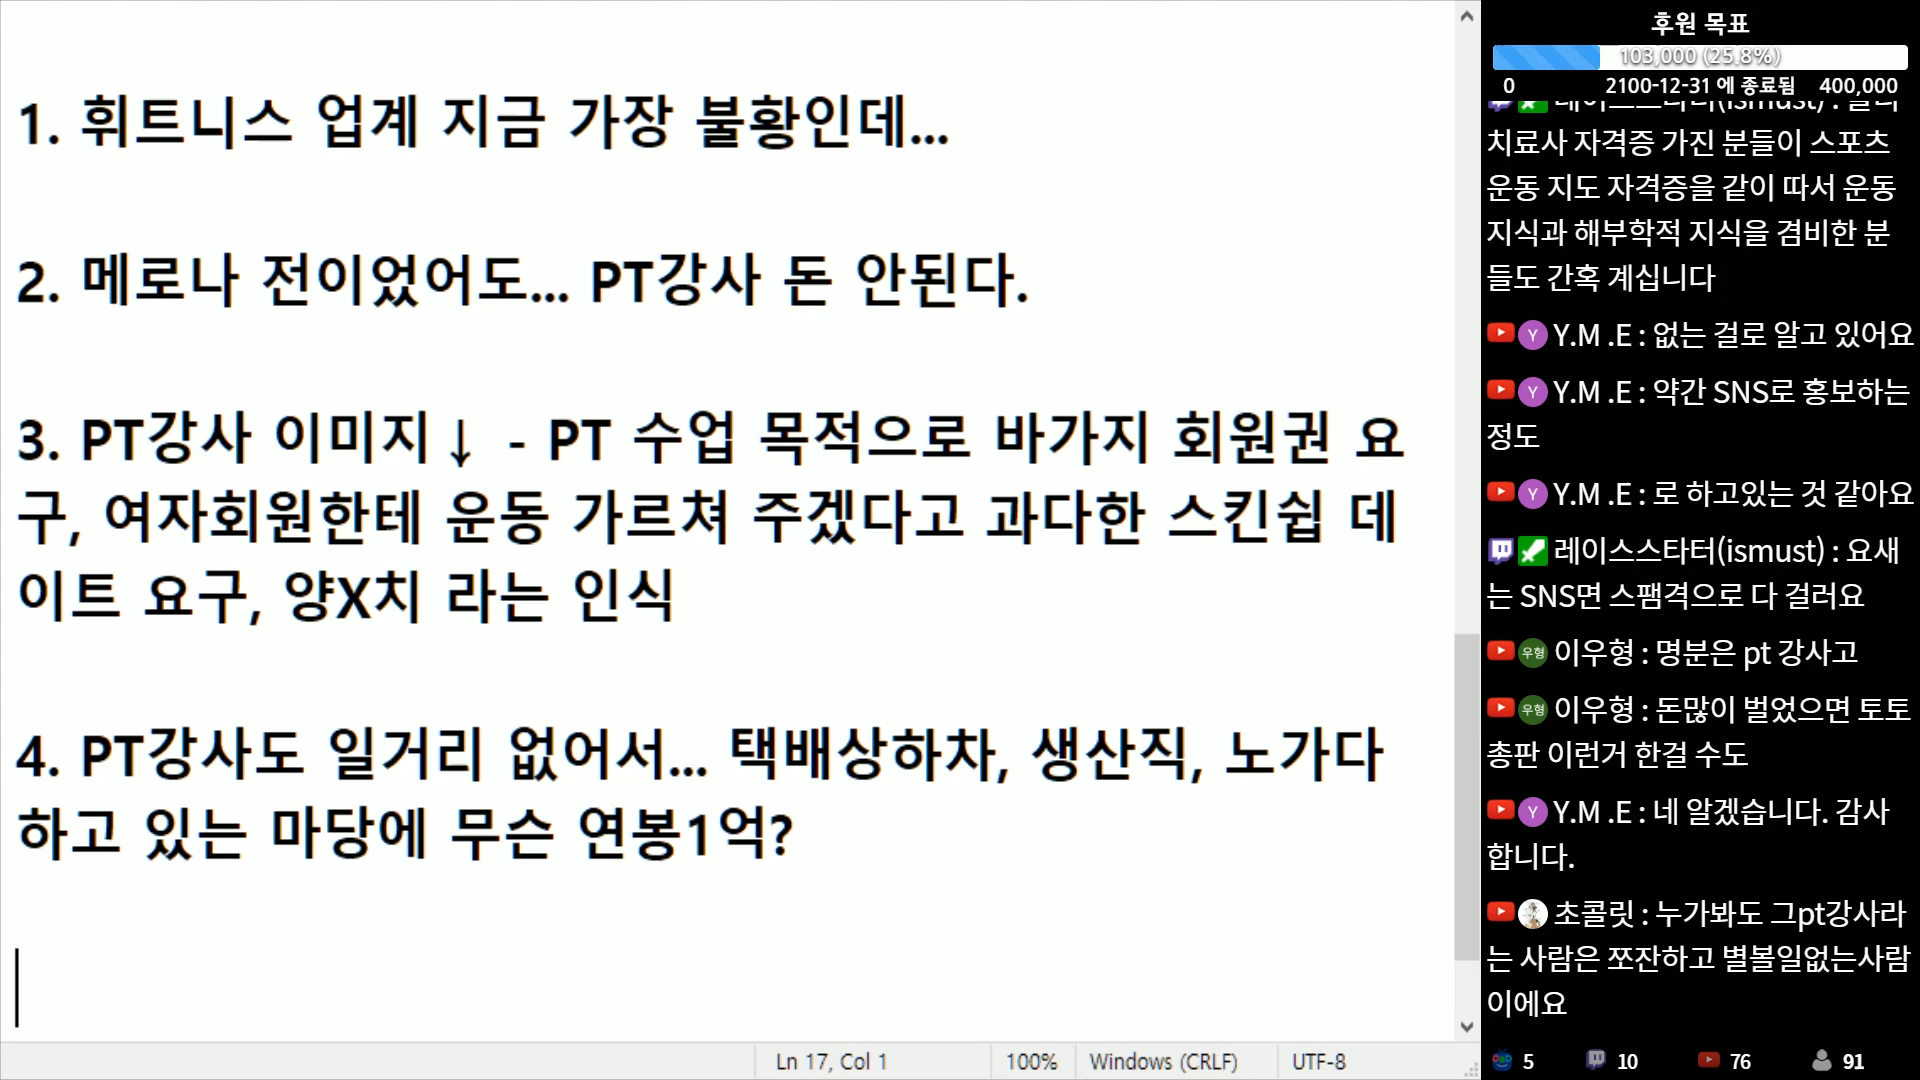 1. 휘트니스 업계 지금 가장 불황인데...
2. 메로나 전이었어도... PT강사 돈 안된다.
3. PT강사 이미지↓ - PT 수업 목적으로 바가지 회원권 요
구, 여자회원한테 운동 가르쳐 주겠다고 과다한 스킨쉽 데
이트 요구, 양X치 라는 인식
4. PT강사도 일거리 없어서... 택배상하차, 생산직, 노가다
하고 있는 마당에 무슨 연봉1억?
Ln 17, Col 1
100%
Windows (CRLF)
UTF-8
후원 목표
103,000 (25.8%)
0 2100-12-31 에 종료됨 400,000
레이스스타터(ismust) : 물리
치료사 자격증 가진 분들이 스포츠
운동 지도 자격증을 같이 따서 운동
지식과 해부학적 지식을 겸비한 분
들도 간혹 계십니다
Y Y.M .E : 없는 걸로 알고 있어요
Y Y.M .E : 약간 SNS로 홍보하는
정도
Y Y.M .E : 로 하고있는 것 같아요
레이스스타터(ismust) : 요새
는 SNS면 스팸격으로 다 걸러요
우형 이우형 : 명분은 pt 강사고
우형 이우형 : 돈많이 벌었으면 토토
총판 이런거 한걸 수도
Y Y.M .E : 네 알겠습니다. 감사
합니다.
초콜릿 : 누가봐도 그pt강사라
는 사람은 쪼잔하고 별볼일없는사람
이에요
5 10 76 91